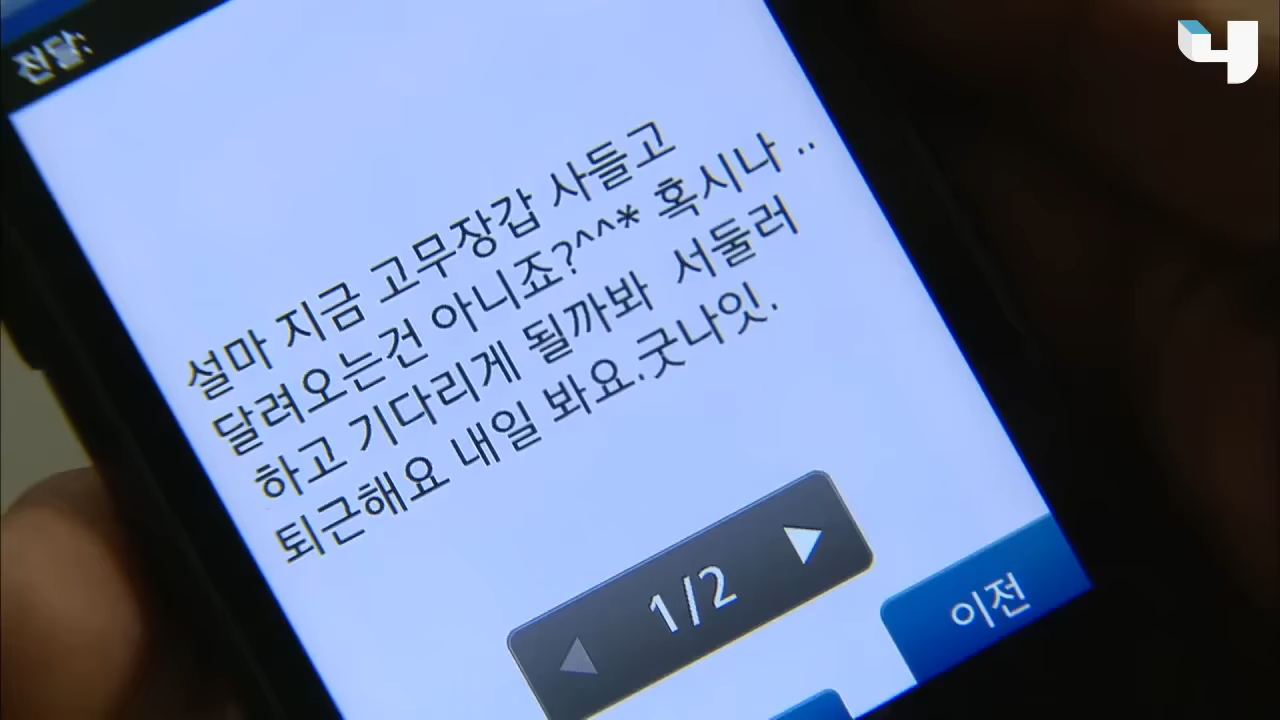 전달:
설마 지금 고무장갑 사들고
달려오는건 아니죠?^^* 혹시나 ..
하고 기다리게 될까봐 서둘러
퇴근해요 내일 봐요.굿나잇.
1/2
이전